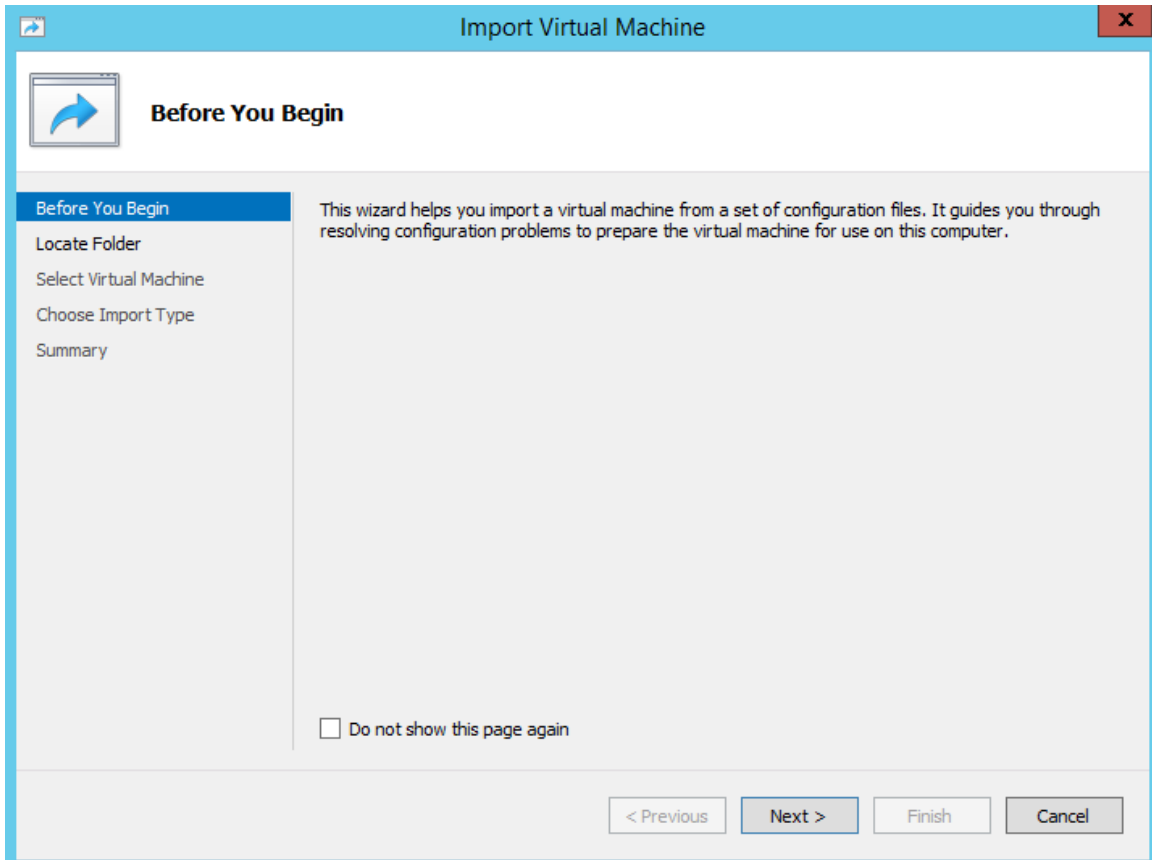 Import Virtual Machine
x
Before You Begin
Before You Begin
Locate Folder
Select Virtual Machine
Choose Import Type
Summary
This wizard helps you import a virtual machine from a set of configuration files. It guides you through
resolving configuration problems to prepare the virtual machine for use on this computer.
Do not show this page again
< Previous
Next >
Finish
Cancel